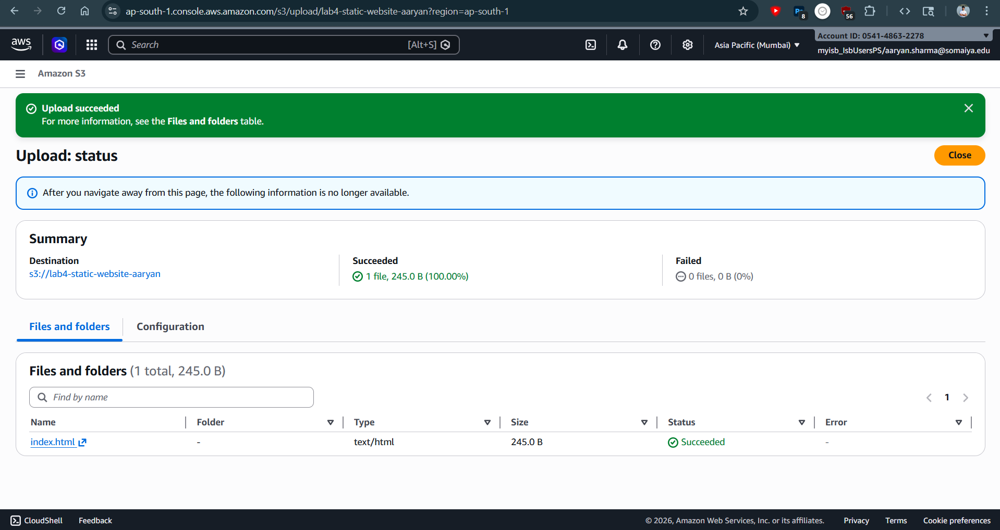 ap-south-1.console.aws.amazon.com/s3/upload/lab4-static-website-aaryan?region=ap-south-1
8
56
aws
Search
[Alt+S]
Asia Pacific (Mumbai)
Account ID: 0541-4863-2278
myisb_IsbUsersPS/aaryan.sharma@somaiya.edu
Amazon S3
Upload succeeded
For more information, see the Files and folders table.
Upload: status
Close
After you navigate away from this page, the following information is no longer available.
Summary
Destination
s3://lab4-static-website-aaryan
Succeeded
1 file, 245.0 B (100.00%)
Failed
0 files, 0 B (0%)
Files and folders
Configuration
Files and folders (1 total, 245.0 B)
Find by name
1
Name Folder Type Size Status Error
index.html - text/html 245.0 B Succeeded -
CloudShell Feedback © 2026, Amazon Web Services, Inc. or its affiliates. Privacy Terms Cookie preferences